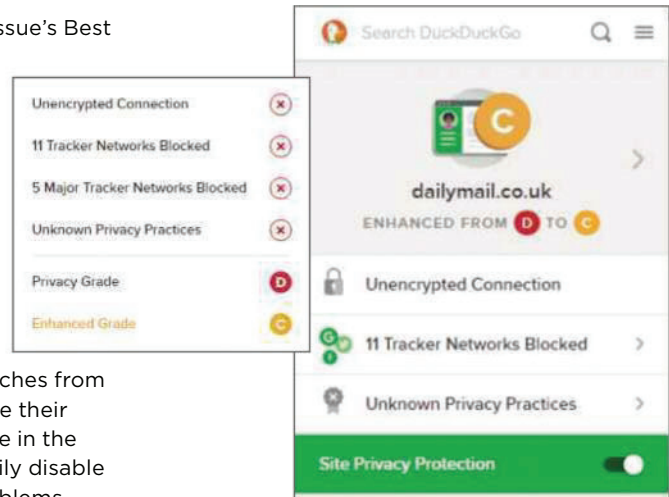 ssue's Best
Unencrypted Connection
11 Tracker Networks Blocked
5 Major Tracker Networks Blocked
Unknown Privacy Practices
Privacy Grade D
Enhanced Grade C
ches from
e their
e in the
ily disable
blems
Search DuckDuckGo
C
dailymail.co.uk
ENHANCED FROM D TO C
Unencrypted Connection
11 Tracker Networks Blocked
Unknown Privacy Practices
Site Privacy Protection